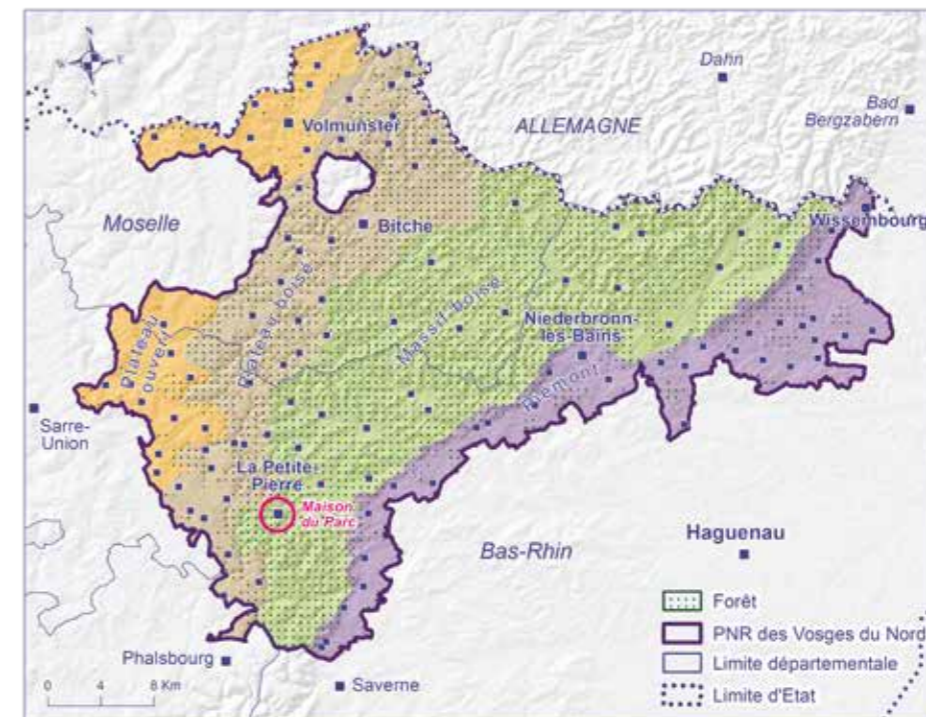 N
E
S
Dahn
Bad
Bergzabern
ALLEMAGNE
Volmunster
Wissembourg
Moselle
Bitche
Plateau
ouvert
Plateau boisé
Massif boisé
Niederbronn-
les-Bains
Piémont
Sarre-
Union
La Petite-
Pierre
Maison
du Parc
Bas-Rhin
Haguenau
Forêt
PNR des Vosges du Nord
Limite départementale
Limite d'Etat
Phalsbourg
Saverne
0 4 8 Km